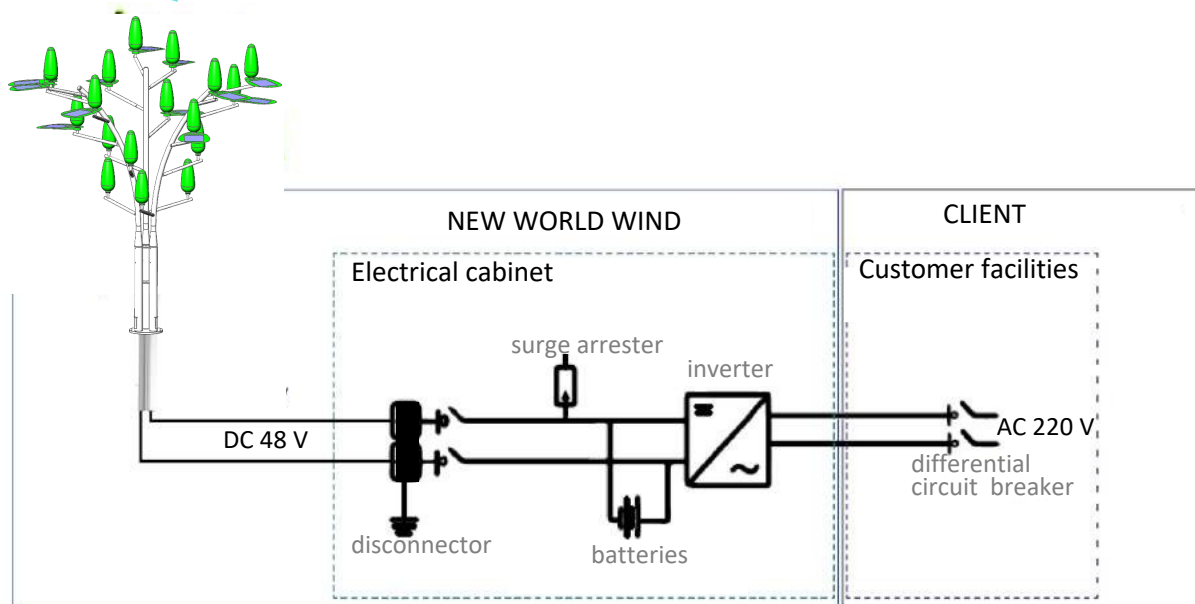 NEW WORLD WIND
CLIENT
Electrical cabinet
Customer facilities
surge arrester
inverter
DC 48 V
AC 220 V
differential
circuit breaker
disconnector
batteries